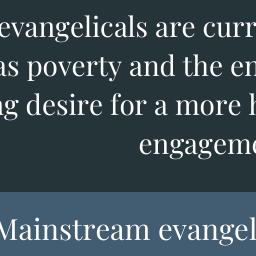 evangelicals are curr
as poverty and the en
ng desire for a more h
engageme
Mainstream evangel